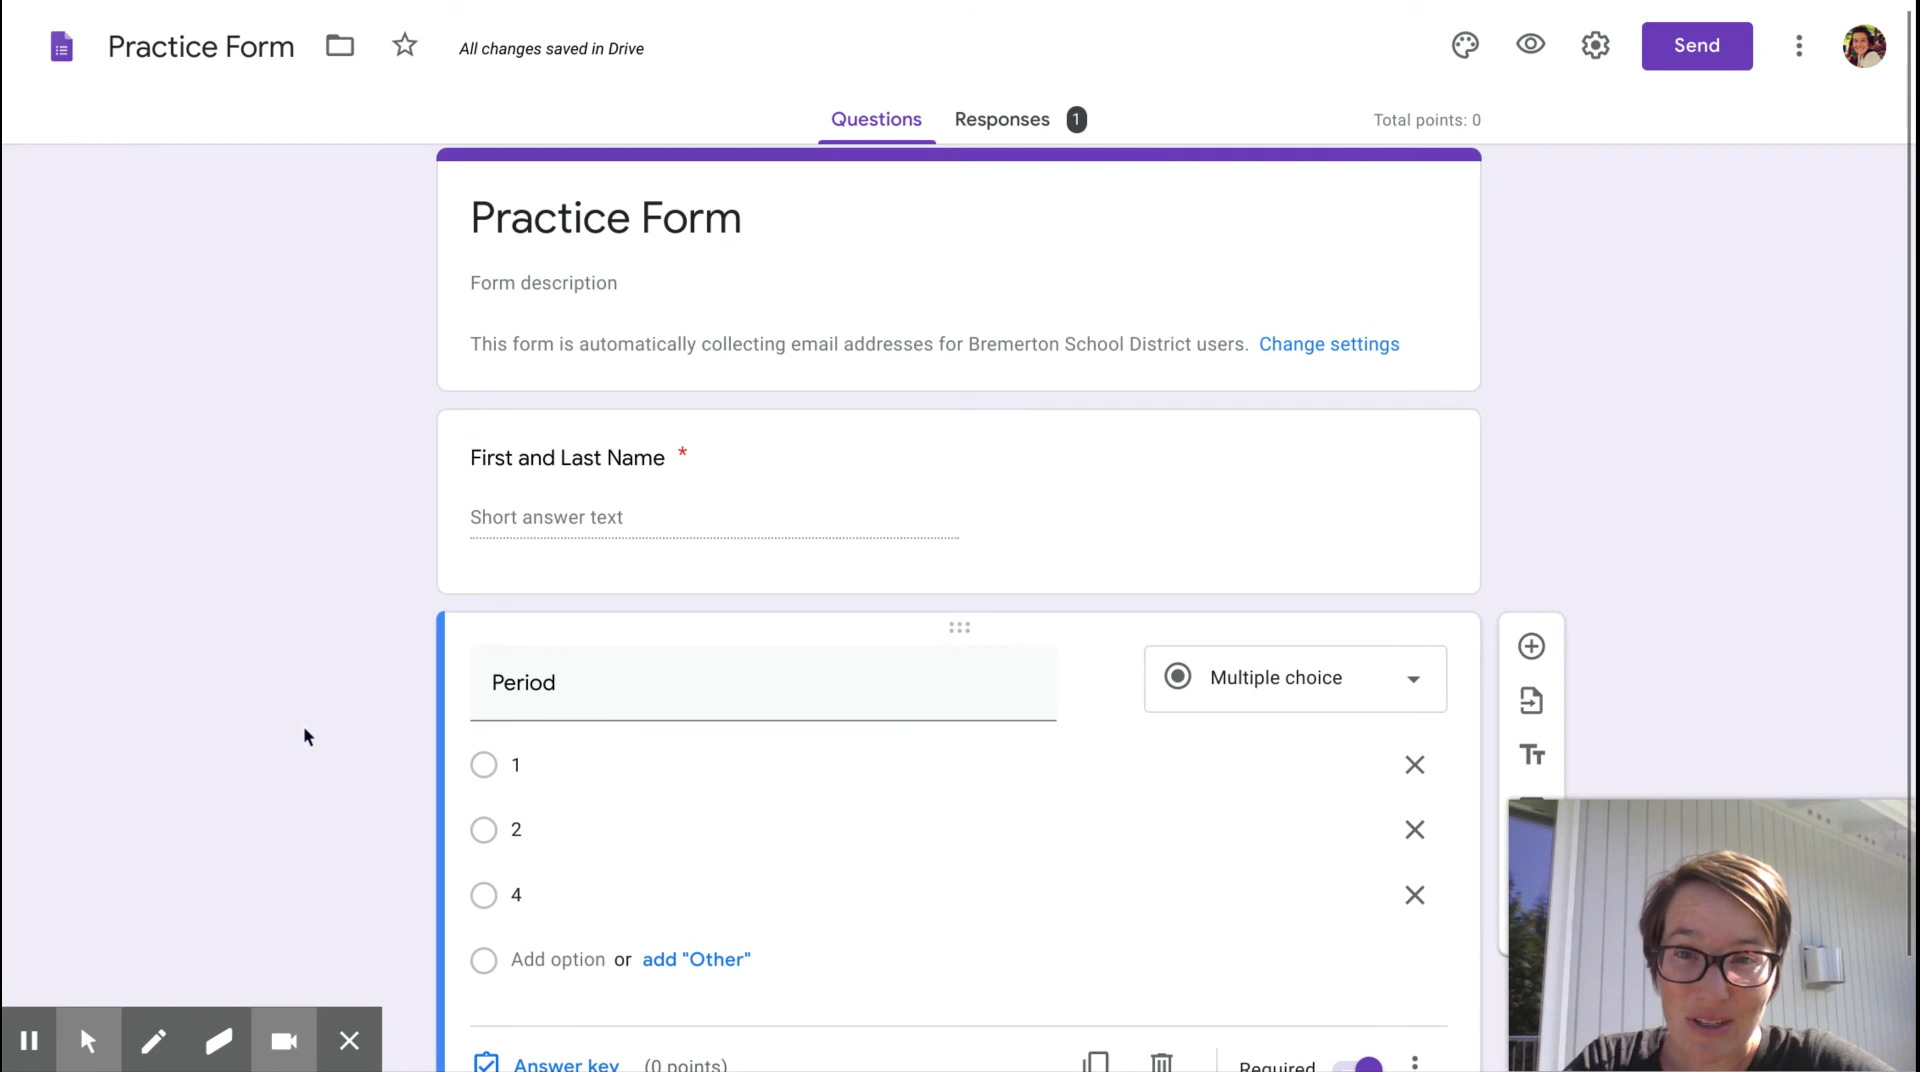 Practice Form
All changes saved in Drive
Send
Questions
Responses 1
Total points: 0
Practice Form
Form description
This form is automatically collecting email addresses for Bremerton School District users. Change settings
First and Last Name *
Short answer text
Period
Multiple choice
1
2
4
Add option or add "Other"
Answer key (0 points)
Required